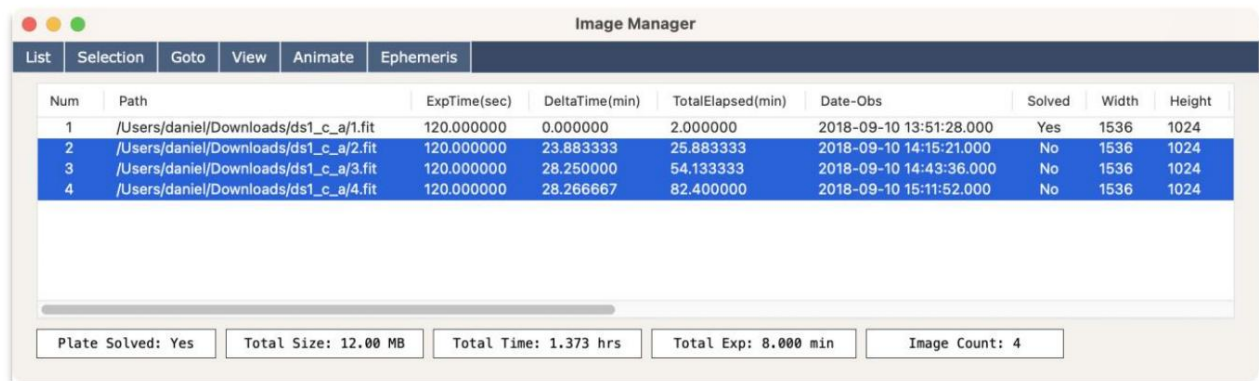 Image Manager
List Selection Goto View Animate Ephemeris
Num Path ExpTime(sec) DeltaTime(min) TotalElapsed(min) Date-Obs Solved Width Height
1 /Users/daniel/Downloads/ds1_c_a/1.fit 120.000000 0.000000 2.000000 2018-09-10 13:51:28.000 Yes 1536 1024
2 /Users/daniel/Downloads/ds1_c_a/2.fit 120.000000 23.883333 25.883333 2018-09-10 14:15:21.000 No 1536 1024
3 /Users/daniel/Downloads/ds1_c_a/3.fit 120.000000 28.250000 54.133333 2018-09-10 14:43:36.000 No 1536 1024
4 /Users/daniel/Downloads/ds1_c_a/4.fit 120.000000 28.266667 82.400000 2018-09-10 15:11:52.000 No 1536 1024
Plate Solved: Yes Total Size: 12.00 MB Total Time: 1.373 hrs Total Exp: 8.000 min Image Count: 4